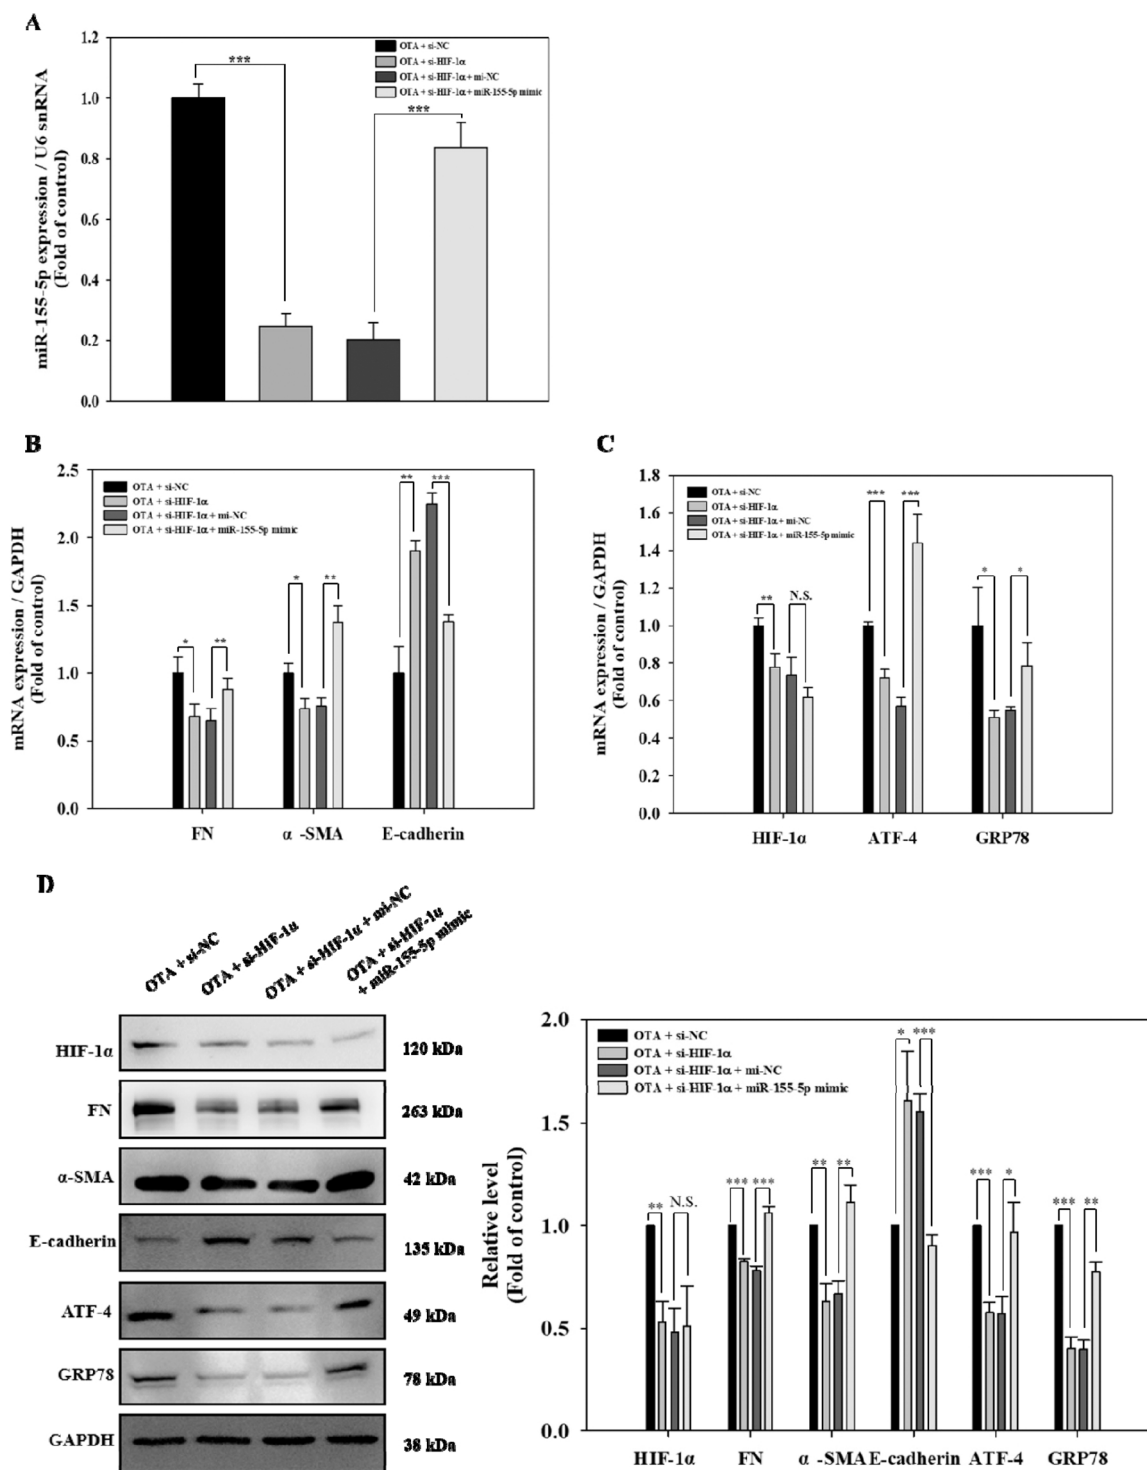 A
miR-155-5p expression / U6 snRNA
(Fold of control)
1.2
1.0
0.8
0.6
0.4
0.2
0.0
OTA + si-NC
OTA + si-HIF-1α
OTA + si-HIF-1α + mi-NC
OTA + si-HIF-1α + miR-155-5p mimic
***
***
B
mRNA expression / GAPDH
(Fold of control)
2.5
2.0
1.5
1.0
0.5
0.0
OTA + si-NC
OTA + si-HIF-1α
OTA + si-HIF-1α + mi-NC
OTA + si-HIF-1α + miR-155-5p mimic
* ** * ** ** ***
FN α -SMA E-cadherin
C
mRNA expression / GAPDH
(Fold of control)
1.8
1.6
1.4
1.2
1.0
0.8
0.6
0.4
0.2
0.0
OTA + si-NC
OTA + si-HIF-1α
OTA + si-HIF-1α + mi-NC
OTA + si-HIF-1α + miR-155-5p mimic
** N.S. *** *** * *
HIF-1α ATF-4 GRP78
D
OTA + si-NC
OTA + si-HIF-1α
OTA + si-HIF-1α + mi-NC
OTA + si-HIF-1α
+ miR-155-5p mimic
HIF-1α 120 kDa
FN 263 kDa
α-SMA 42 kDa
E-cadherin 135 kDa
ATF-4 49 kDa
GRP78 78 kDa
GAPDH 38 kDa
Relative level
(Fold of control)
2.0
1.5
1.0
0.5
0.0
OTA + si-NC
OTA + si-HIF-1α
OTA + si-HIF-1α + mi-NC
OTA + si-HIF-1α + miR-155-5p mimic
** N.S. *** *** ** ** * *** *** * *** **
HIF-1α FN α -SMA E-cadherin ATF-4 GRP78